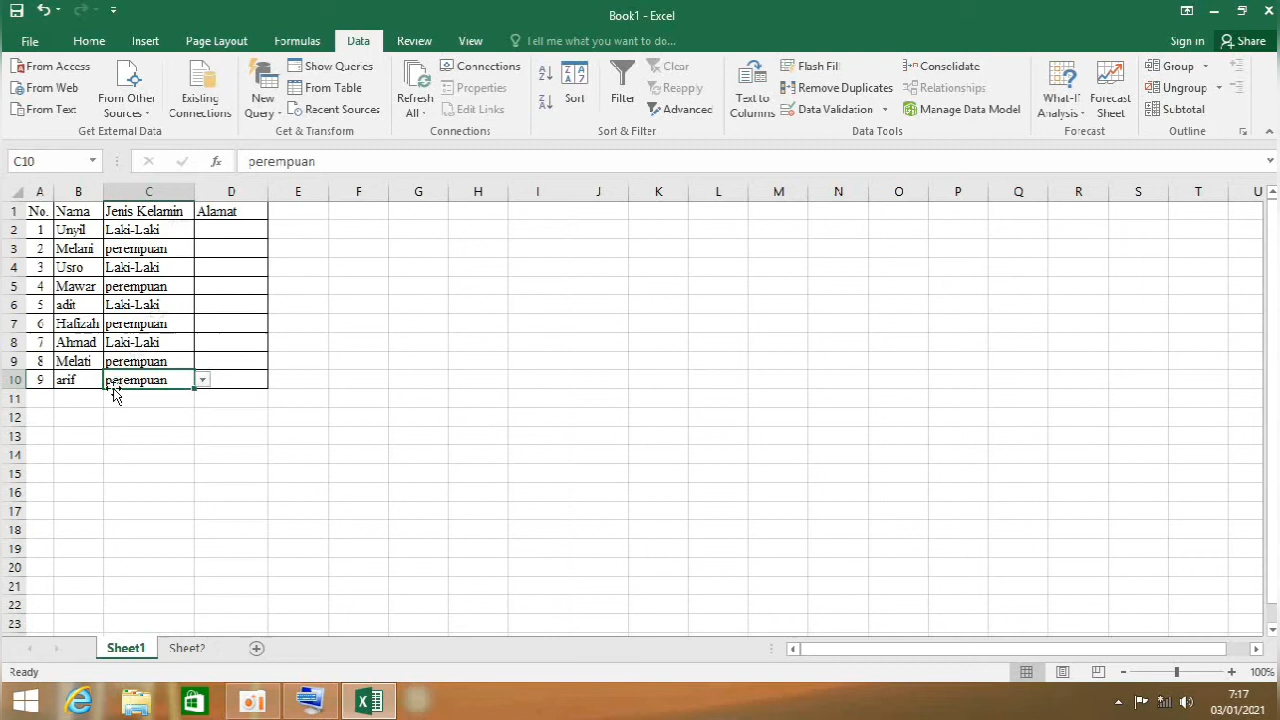 Book1 - Excel
File Home Insert Page Layout Formulas Data Review View Tell me what you want to do... Sign in Share
From Access
From Web
From Text
From Other Sources
Existing Connections
Get External Data
New Query
Show Queries
From Table
Recent Sources
Get & Transform
Refresh All
Connections
Properties
Edit Links
Connections
Sort
Filter
Clear
Reapply
Advanced
Sort & Filter
Text to Columns
Flash Fill
Remove Duplicates
Data Validation
Consolidate
Relationships
Manage Data Model
Data Tools
What-If Analysis
Forecast Sheet
Forecast
Group
Ungroup
Subtotal
Outline
C10 fx perempuan
A B C D E F G H I J K L M N O P Q R S T U
1 No. Nama Jenis Kelamin Alamat
2 1 Unyil Laki-Laki
3 2 Melani perempuan
4 3 Usro Laki-Laki
5 4 Mawar perempuan
6 5 adit Laki-Laki
7 6 Hafizah perempuan
8 7 Ahmad Laki-Laki
9 8 Melati perempuan
10 9 arif perempuan
11
12
13
14
15
16
17
18
19
20
21
22
23
Sheet1 Sheet2
Ready 100%
7:17
03/01/2021